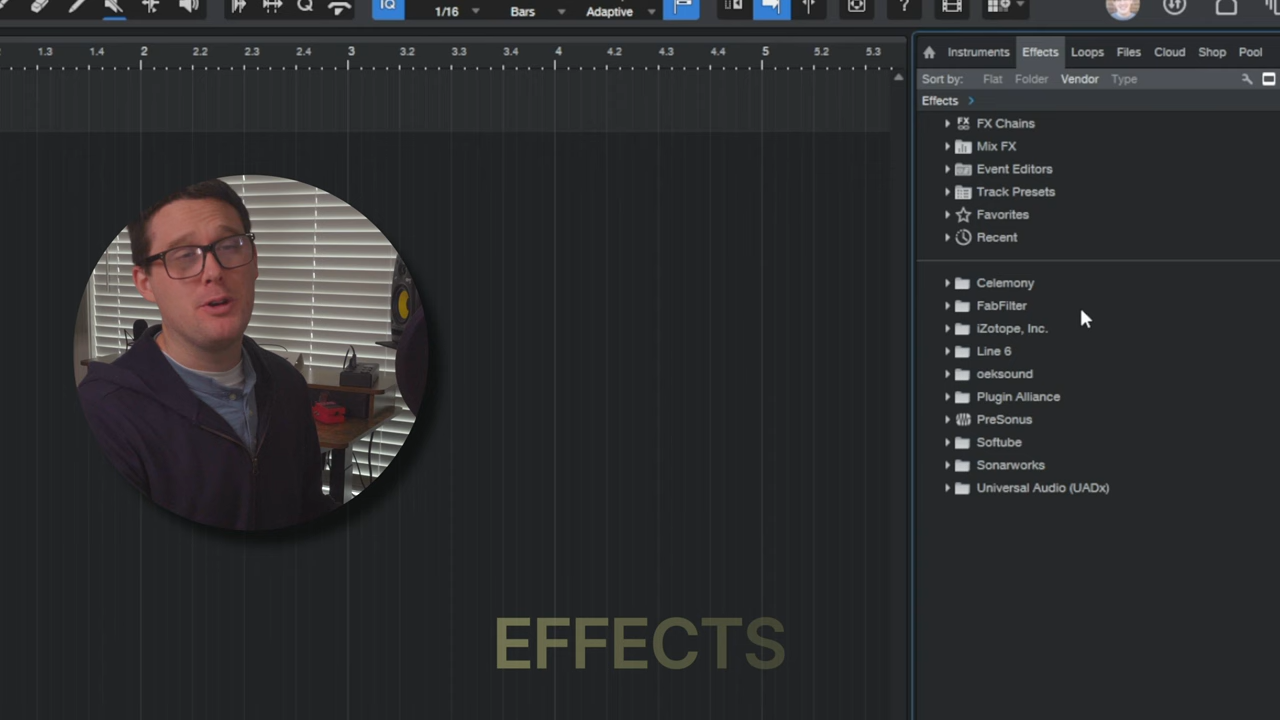 IQ 1/16 Bars Adaptive ?
1.3 1.4 2 2.2 2.3 2.4 3 3.2 3.3 3.4 4 4.2 4.3 4.4 5 5.2 5.3
Instruments Effects Loops Files Cloud Shop Pool
Sort by: Flat Folder Vendor Type
Effects >
FX FX Chains
Mix FX
Event Editors
Track Presets
Favorites
Recent
Celemony
FabFilter
iZotope, Inc.
Line 6
oeksound
Plugin Alliance
PreSonus
Softube
Sonarworks
Universal Audio (UADx)
EFFECTS